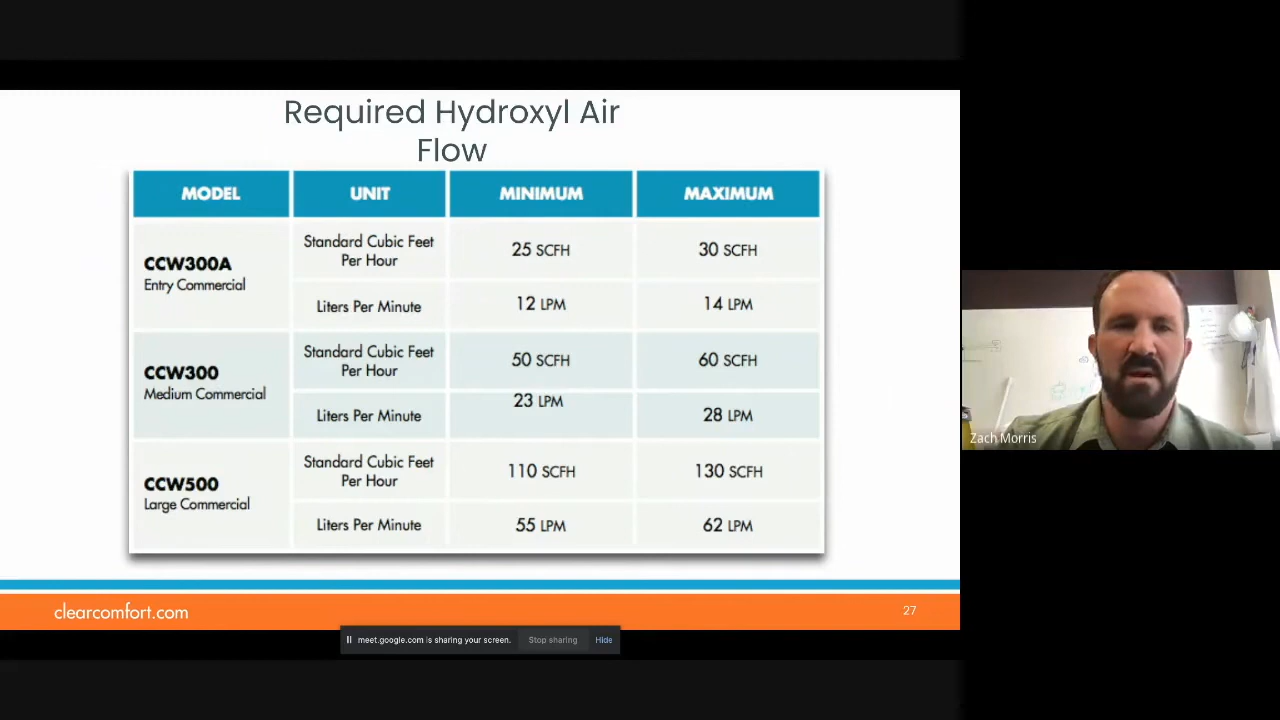 Required Hydroxyl Air
Flow
MODEL UNIT MINIMUM MAXIMUM
CCW300A
Entry Commercial
Standard Cubic Feet
Per Hour
25 SCFH
30 SCFH
Liters Per Minute
12 LPM
14 LPM
CCW300
Medium Commercial
Standard Cubic Feet
Per Hour
50 SCFH
60 SCFH
Liters Per Minute
23 LPM
28 LPM
CCW500
Large Commercial
Standard Cubic Feet
Per Hour
110 SCFH
130 SCFH
Liters Per Minute
55 LPM
62 LPM
clearcomfort.com
27
meet.google.com is sharing your screen. Stop sharing Hide
Zach Morris